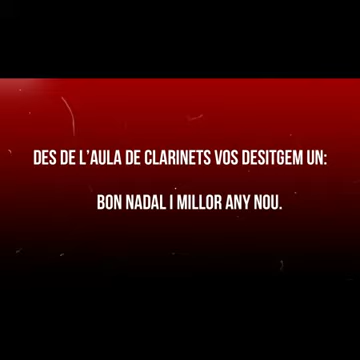 DES DE L'AULA DE CLARINETS VOS DESITGEM UN:
BON NADAL I MILLOR ANY NOU.